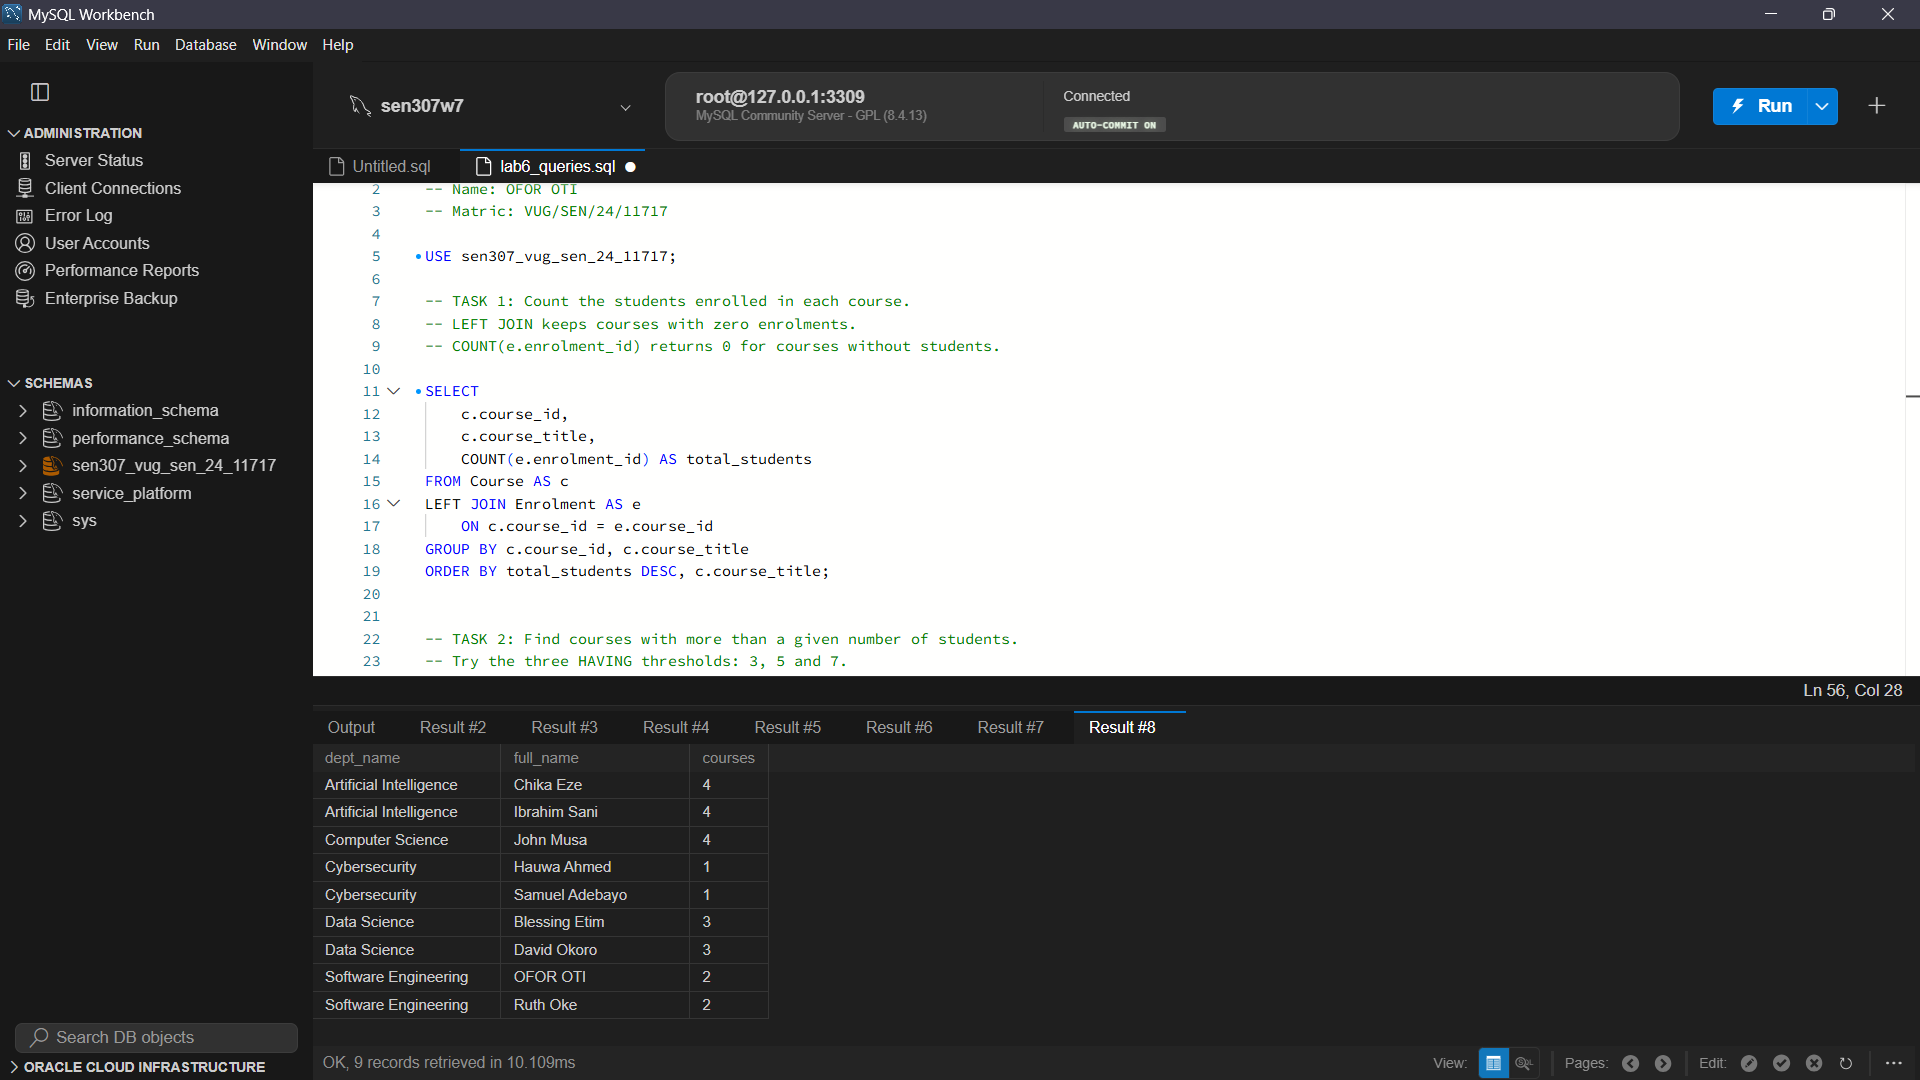 MySQL Workbench
File Edit View Run Database Window Help
sen307w7
root@127.0.0.1:3309
MySQL Community Server - GPL (8.4.13)
Connected
AUTO-COMMIT ON
Run
ADMINISTRATION
Server Status
Client Connections
Error Log
User Accounts
Performance Reports
Enterprise Backup
SCHEMAS
information_schema
performance_schema
sen307_vug_sen_24_11717
service_platform
sys
Search DB objects
ORACLE CLOUD INFRASTRUCTURE
Untitled.sql lab6_queries.sql
2 -- Name: OFOR OTI
3 -- Matric: VUG/SEN/24/11717
4
5 USE sen307_vug_sen_24_11717;
6
7 -- TASK 1: Count the students enrolled in each course.
8 -- LEFT JOIN keeps courses with zero enrolments.
9 -- COUNT(e.enrolment_id) returns 0 for courses without students.
10
11 SELECT
12 c.course_id,
13 c.course_title,
14 COUNT(e.enrolment_id) AS total_students
15 FROM Course AS c
16 LEFT JOIN Enrolment AS e
17 ON c.course_id = e.course_id
18 GROUP BY c.course_id, c.course_title
19 ORDER BY total_students DESC, c.course_title;
20
21
22 -- TASK 2: Find courses with more than a given number of students.
23 -- Try the three HAVING thresholds: 3, 5 and 7.
Ln 56, Col 28
Output Result #2 Result #3 Result #4 Result #5 Result #6 Result #7 Result #8
dept_name full_name courses
Artificial Intelligence Chika Eze 4
Artificial Intelligence Ibrahim Sani 4
Computer Science John Musa 4
Cybersecurity Hauwa Ahmed 1
Cybersecurity Samuel Adebayo 1
Data Science Blessing Etim 3
Data Science David Okoro 3
Software Engineering OFOR OTI 2
Software Engineering Ruth Oke 2
OK, 9 records retrieved in 10.109ms
View: Pages: Edit: